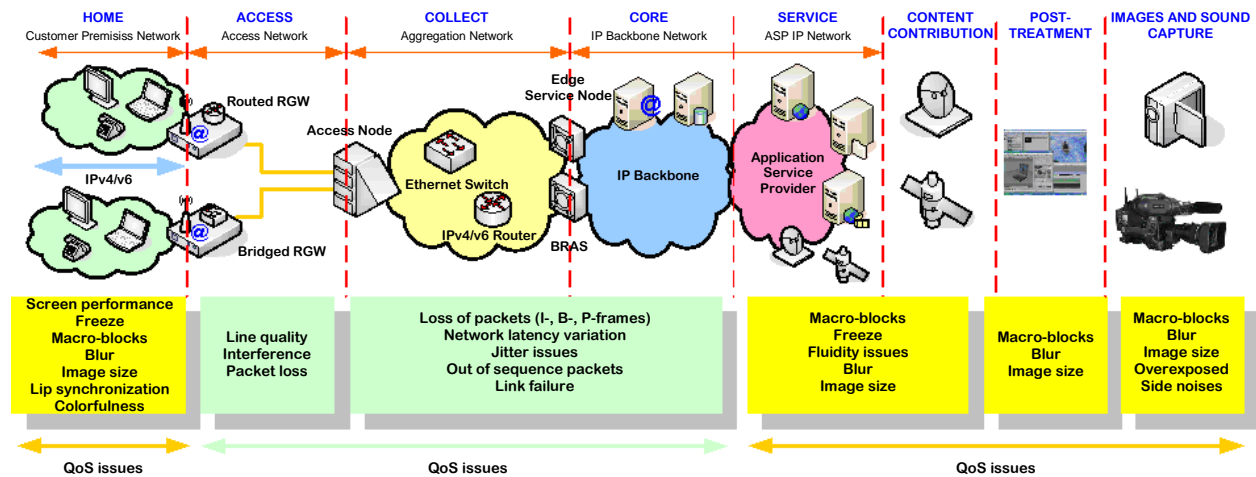 HOME
Customer Premisiss Network
ACCESS
Access Network
COLLECT
Aggregation Network
CORE
IP Backbone Network
SERVICE
ASP IP Network
CONTENT
CONTRIBUTION
POST-
TREATMENT
IMAGES AND SOUND
CAPTURE
Routed RGW
@
IPv4/v6
@
Bridged RGW
Access Node
Ethernet Switch
IPv4/v6 Router
Edge
Service Node
BRAS
@
IP Backbone
Application
Service
Provider
Screen performance
Freeze
Macro-blocks
Blur
Image size
Lip synchronization
Colorfulness
Line quality
Interference
Packet loss
Loss of packets (I-, B-, P-frames)
Network latency variation
Jitter issues
Out of sequence packets
Link failure
Macro-blocks
Freeze
Fluidity issues
Blur
Image size
Macro-blocks
Blur
Image size
Macro-blocks
Blur
Image size
Overexposed
Side noises
QoS issues
QoS issues
QoS issues